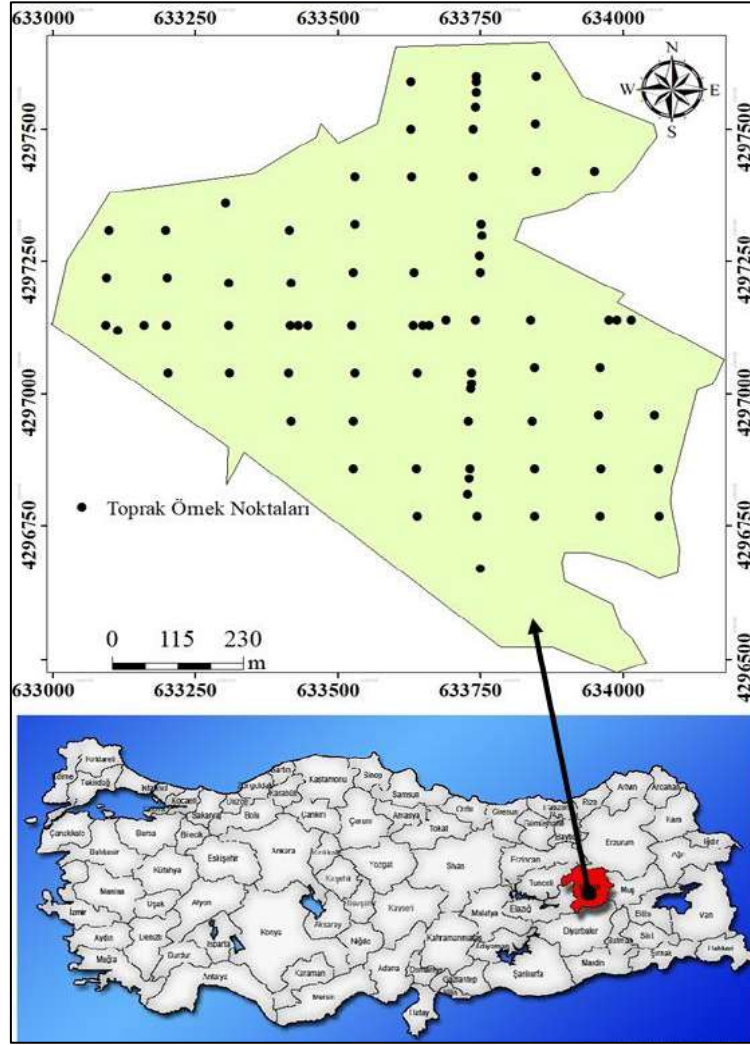 633000 633250 633500 633750 634000
N
W E
S
4297500 4297500
4297250 4297250
4297000 4297000
4296750 4296750
4296500 4296500
Toprak Örnek Noktaları
0 115 230
m
633000 633250 633500 633750 634000
Kırklareli
Tekirdağ
İstanbul
Kocaeli
Sakarya
Bolu
Karabük
Bartın
Kastamonu
Sinop
Samsun
Çankırı
Çorum
Amasya
Tokat
Ordu
Giresun
Rize
Artvin
Ardahan
Kars
Iğdır
Ağrı
Erzurum
Erzincan
Tunceli
Sivas
Yozgat
Ankara
Eskişehir
Bilecik
Bursa
Çanakkale
Balıkesir
Kütahya
Manisa
Uşak
Afyon
İzmir
Aydın
Denizli
Muğla
Burdur
Isparta
Antalya
Konya
Aksaray
Niğde
Kayseri
Karaman
Mersin
Adana
Hatay
Kahramanmaraş
Malatya
Elazığ
Gaziantep
Şanlıurfa
Diyarbakır
Mardin
Siirt
Şırnak
Bitlis
Muş
Van